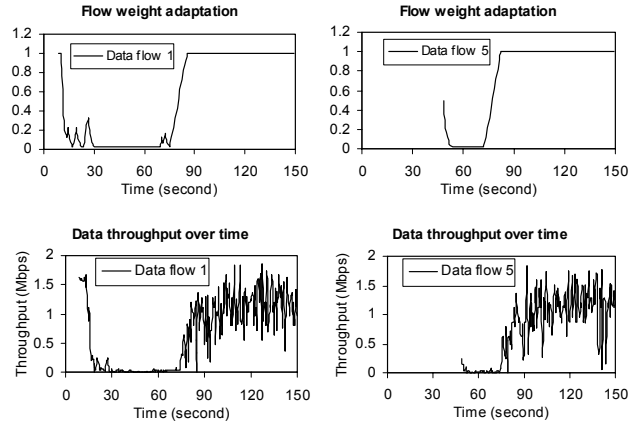 Flow weight adaptation
Data flow 1
1.2
1
0.8
0.6
0.4
0.2
0
0 30 60 90 120 150
Time (second)
Flow weight adaptation
Data flow 5
1.2
1
0.8
0.6
0.4
0.2
0
0 30 60 90 120 150
Time (second)
Data throughput over time
Data flow 1
Throughput (Mbps)
2
1.5
1
0.5
0
0 30 60 90 120 150
Time (second)
Data throughput over time
Data flow 5
Throughput (Mbps)
2
1.5
1
0.5
0
0 30 60 90 120 150
Time (second)